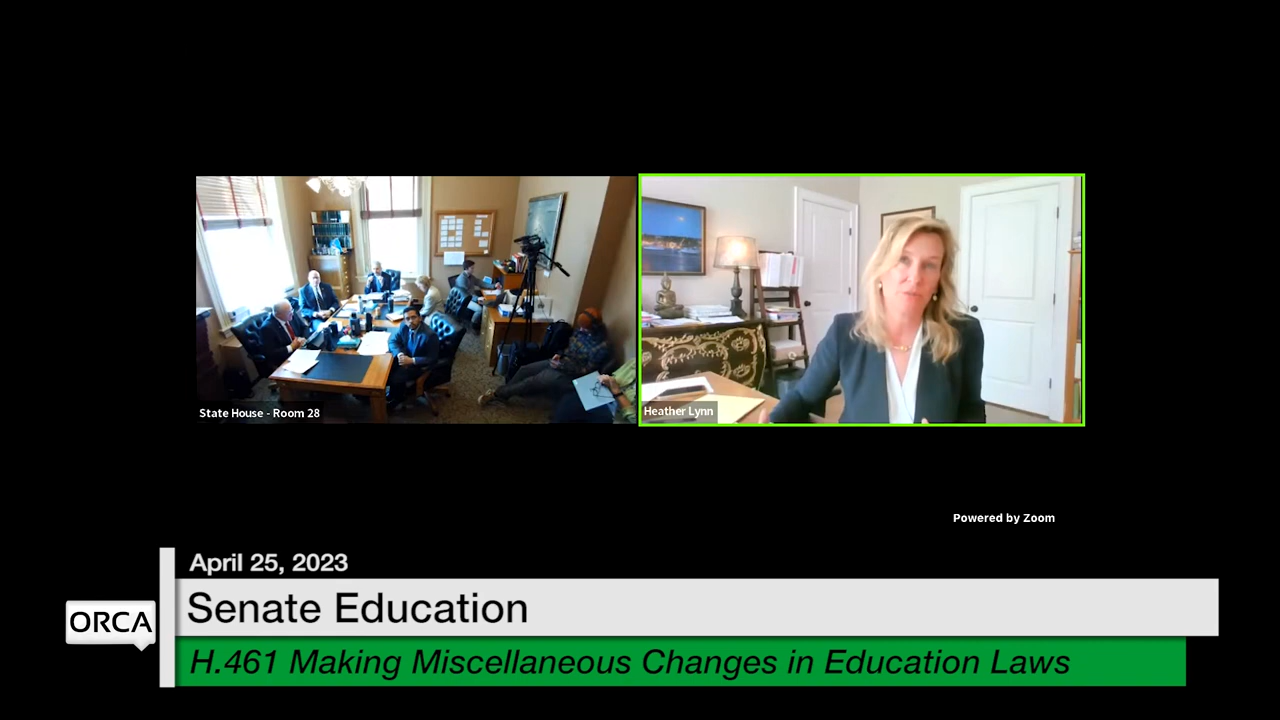 State House - Room 28
Heather Lynn
Powered by Zoom
April 25, 2023
Senate Education
ORCA
H.461 Making Miscellaneous Changes in Education Laws